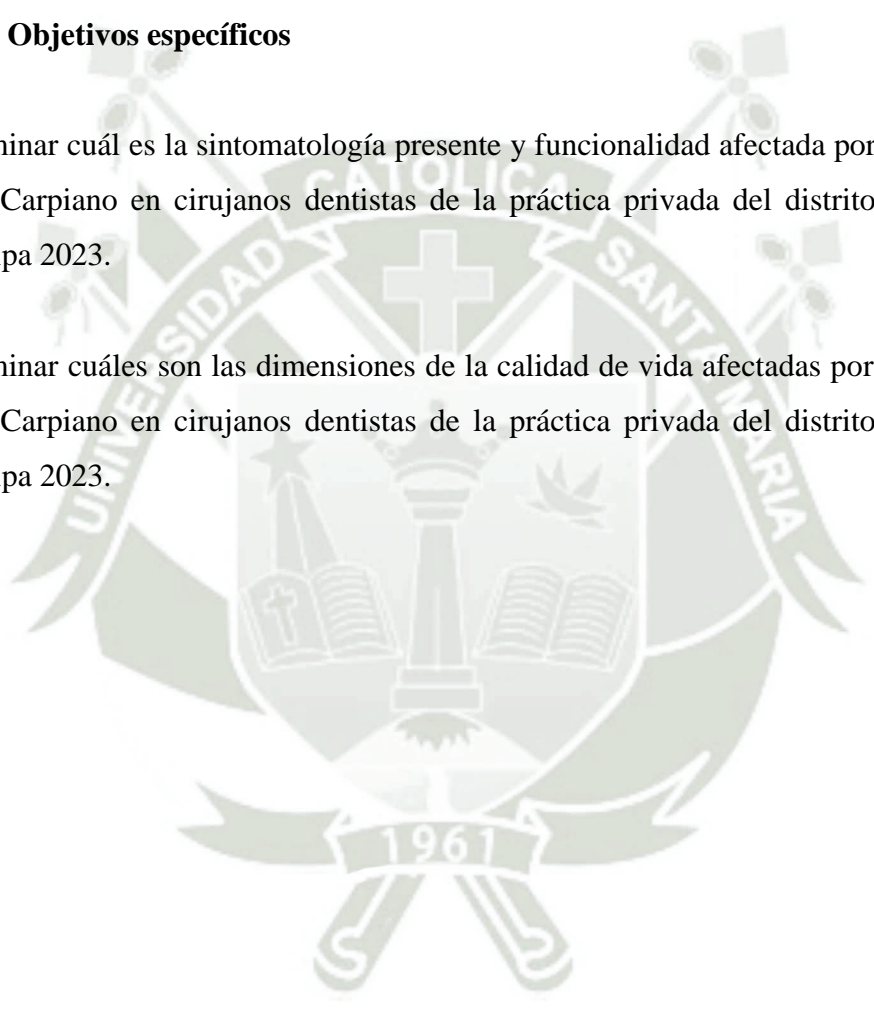 Objetivos específicos
minar cuál es la sintomatología presente y funcionalidad afectada por
Carpiano en cirujanos dentistas de la práctica privada del distrito
ipa 2023.
minar cuáles son las dimensiones de la calidad de vida afectadas por
Carpiano en cirujanos dentistas de la práctica privada del distrito
ipa 2023.
UNIVERSIDAD CATOLICA SANTA MARIA
1961